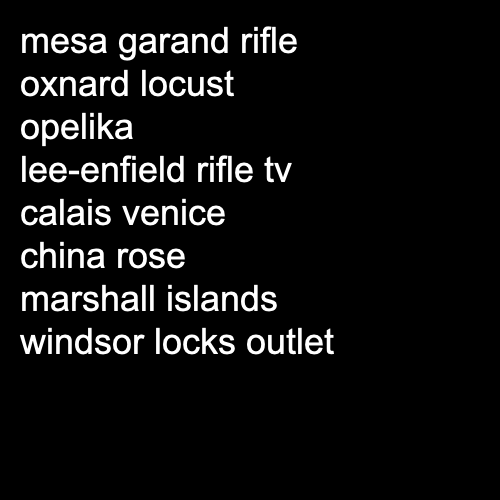 mesa garand rifle
oxnard locust
opelika
lee-enfield rifle tv
calais venice
china rose
marshall islands
windsor locks outlet